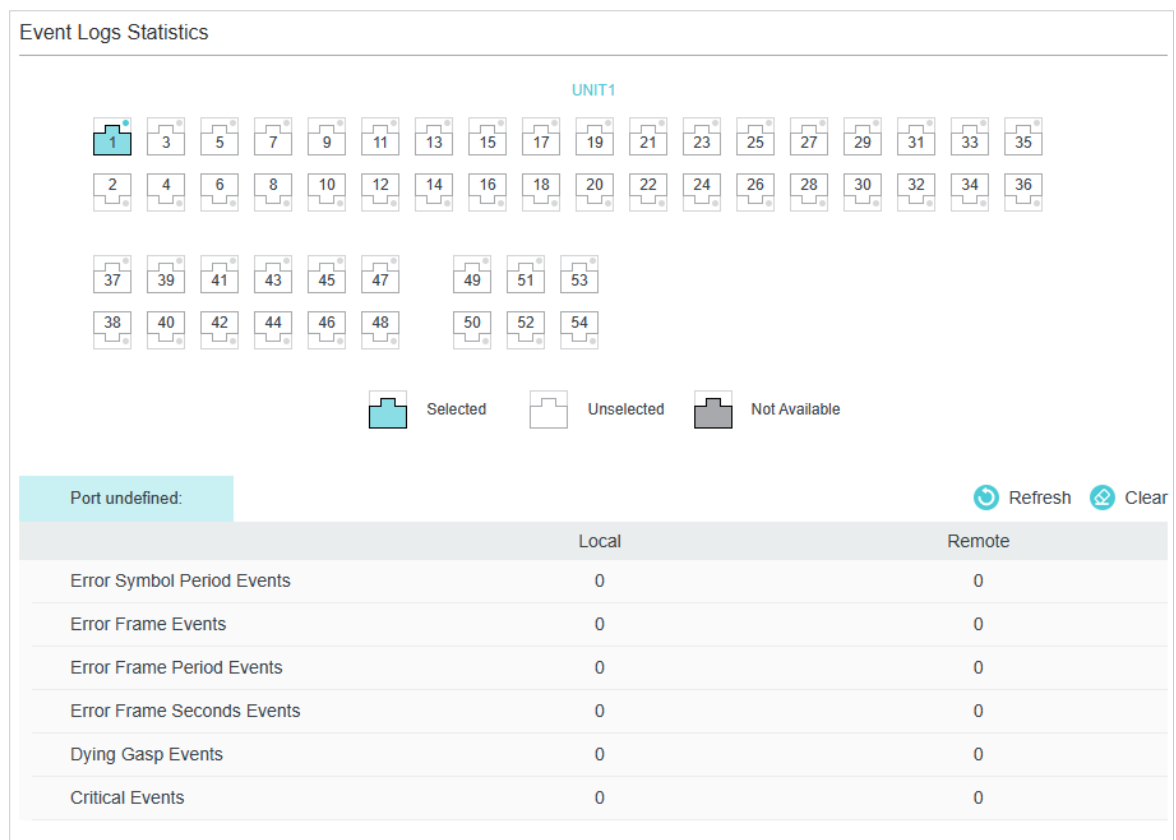 Event Logs Statistics
UNIT1
1 3 5 7 9 11 13 15 17 19 21 23 25 27 29 31 33 35
2 4 6 8 10 12 14 16 18 20 22 24 26 28 30 32 34 36
37 39 41 43 45 47 49 51 53
38 40 42 44 46 48 50 52 54
Selected Unselected Not Available
Port undefined: Refresh Clear
Local Remote
Error Symbol Period Events 0 0
Error Frame Events 0 0
Error Frame Period Events 0 0
Error Frame Seconds Events 0 0
Dying Gasp Events 0 0
Critical Events 0 0